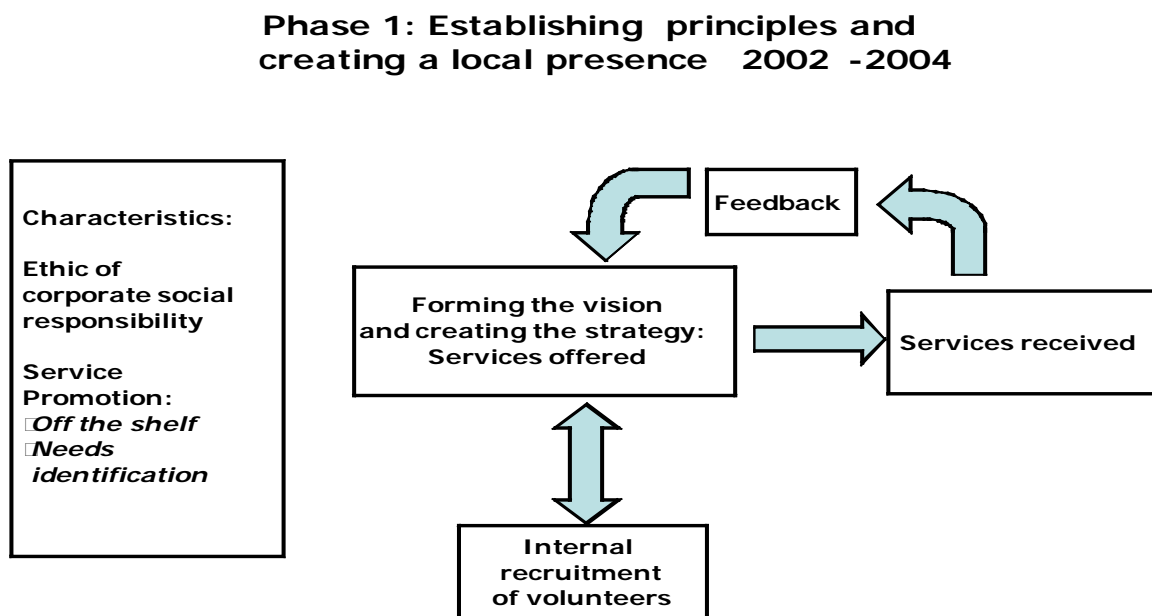 Phase 1: Establishing principles and
creating a local presence 2002 -2004
Characteristics:
Ethic of
corporate social
responsibility
Service
Promotion:
Off the shelf
Needs
identification
Feedback
Forming the vision
and creating the strategy:
Services offered
Services received
Internal
recruitment
of volunteers